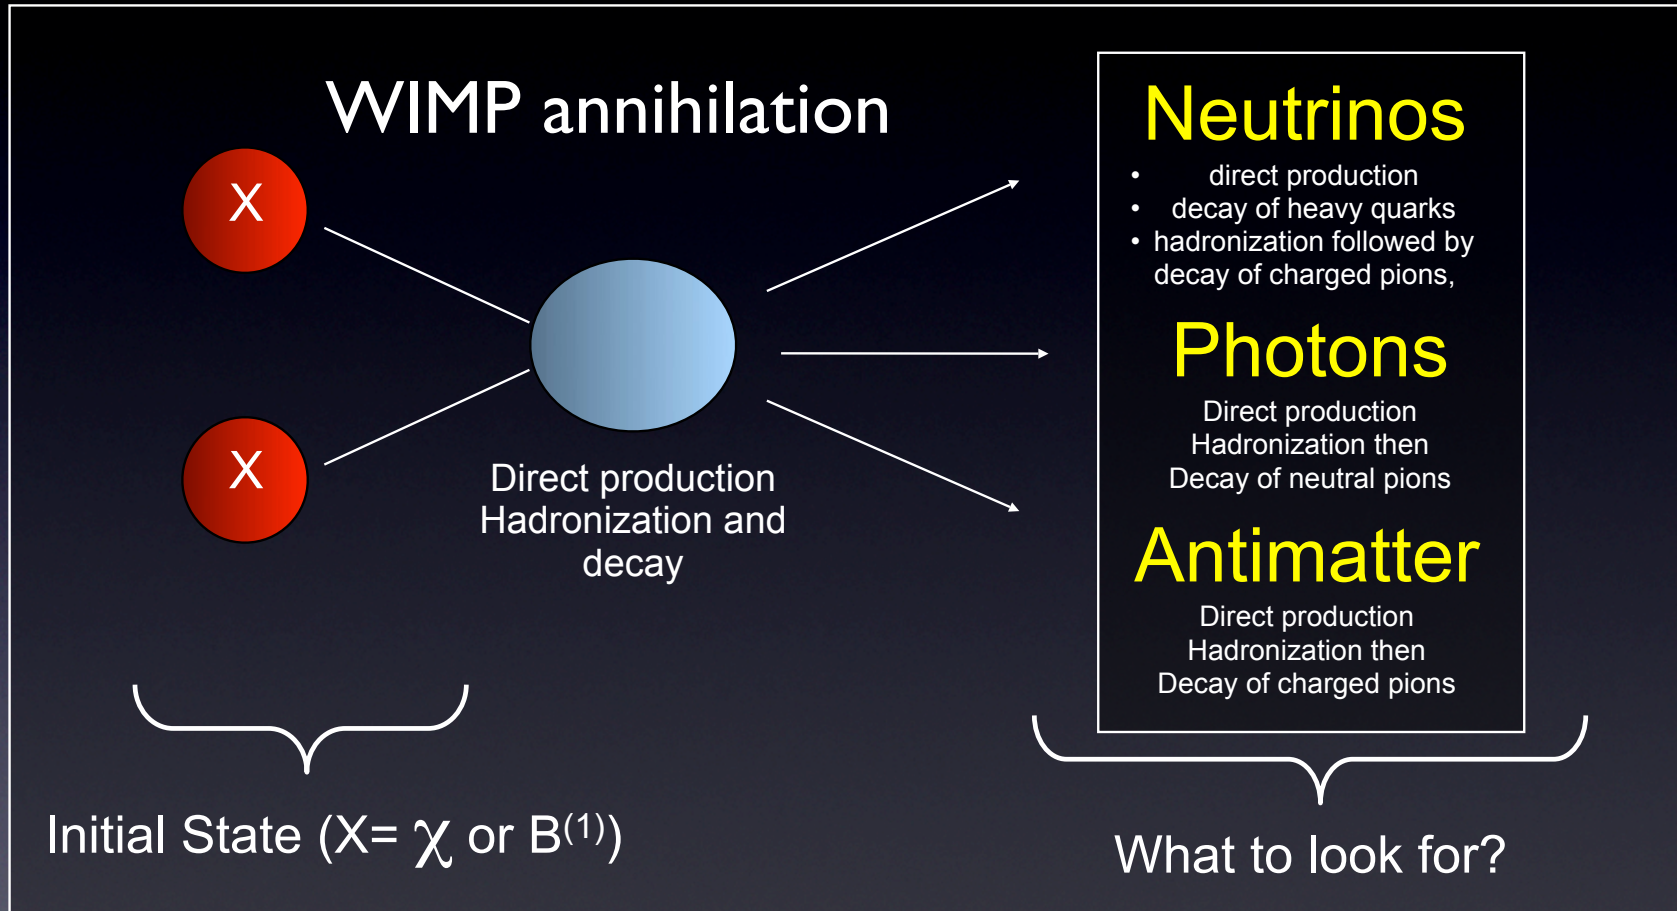 WIMP annihilation
X
X
Direct production
Hadronization and
decay
Initial State (X= χ or B⁽¹⁾)
Neutrinos
• direct production
• decay of heavy quarks
• hadronization followed by
decay of charged pions,
Photons
Direct production
Hadronization then
Decay of neutral pions
Antimatter
Direct production
Hadronization then
Decay of charged pions
What to look for?